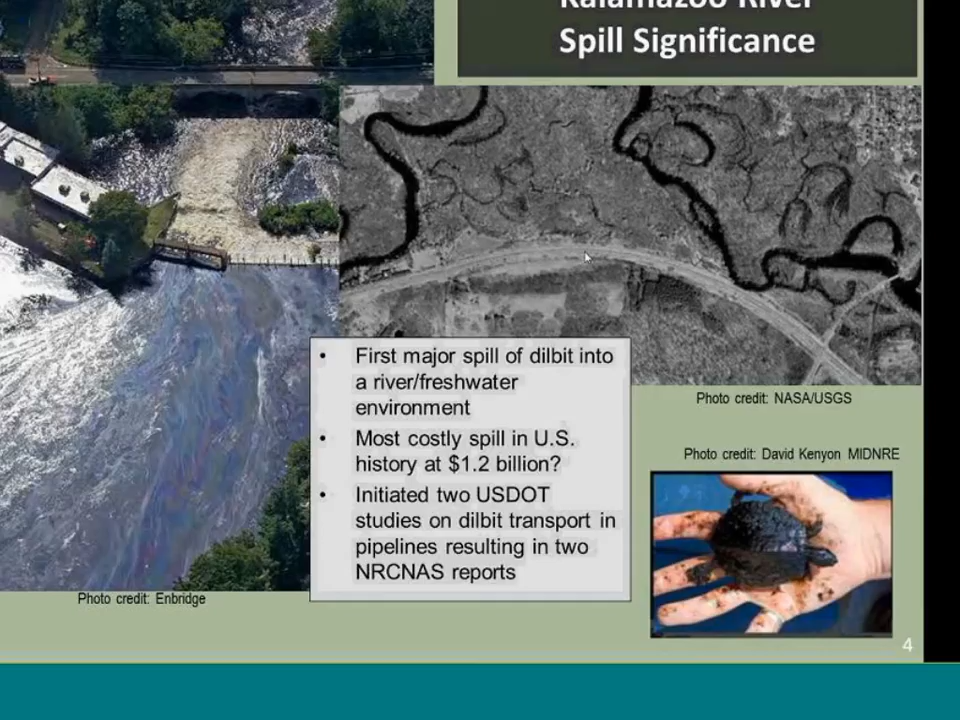 Kalamazoo River
Spill Significance
• First major spill of dilbit into
a river/freshwater
environment
• Most costly spill in U.S.
history at $1.2 billion?
• Initiated two USDOT
studies on dilbit transport in
pipelines resulting in two
NRCNAS reports
Photo credit: NASA/USGS
Photo credit: David Kenyon MIDNRE
Photo credit: Enbridge
4